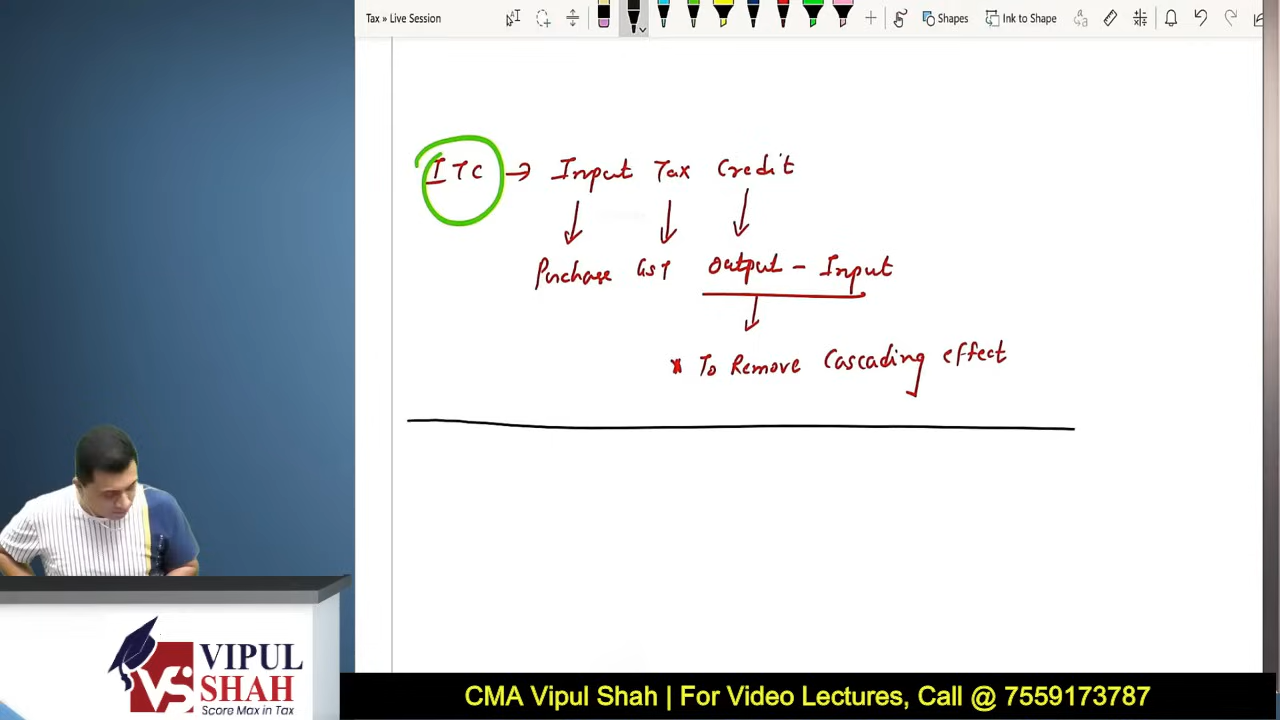 Tax » Live Session
Shapes
Ink to Shape
ITC → Input Tax Credit
Purchase GST Output - Input
* To Remove Cascading effect
VIPUL
SHAH
Score Max in Tax
CMA Vipul Shah | For Video Lectures, Call @ 7559173787